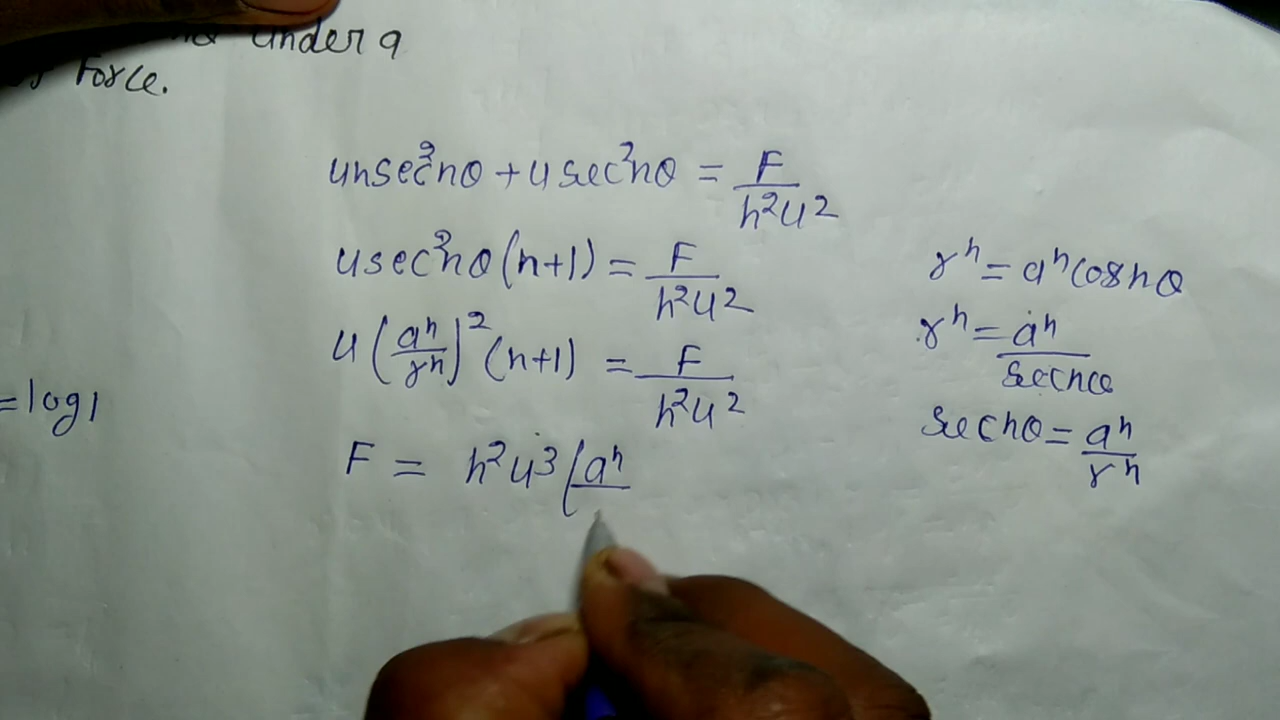 under a
Force.
unsec²nθ + usec²nθ = F/h²u²
usec²nθ(n+1) = F/h²u²
u(aⁿ/rⁿ)²(n+1) = F/h²u²
F = h²u³(aⁿ
=log1
rⁿ = aⁿcosnθ
rⁿ = aⁿ/secnθ
secnθ = aⁿ/rⁿ